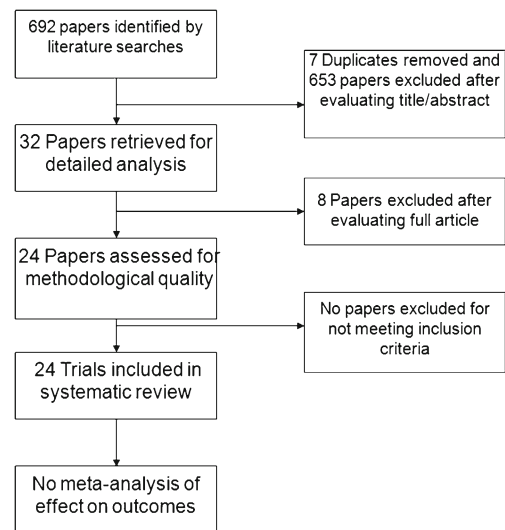 692 papers identified by
literature searches
7 Duplicates removed and
653 papers excluded after
evaluating title/abstract
32 Papers retrieved for
detailed analysis
8 Papers excluded after
evaluating full article
24 Papers assessed for
methodological quality
No papers excluded for
not meeting inclusion
criteria
24 Trials included in
systematic review
No meta-analysis of
effect on outcomes